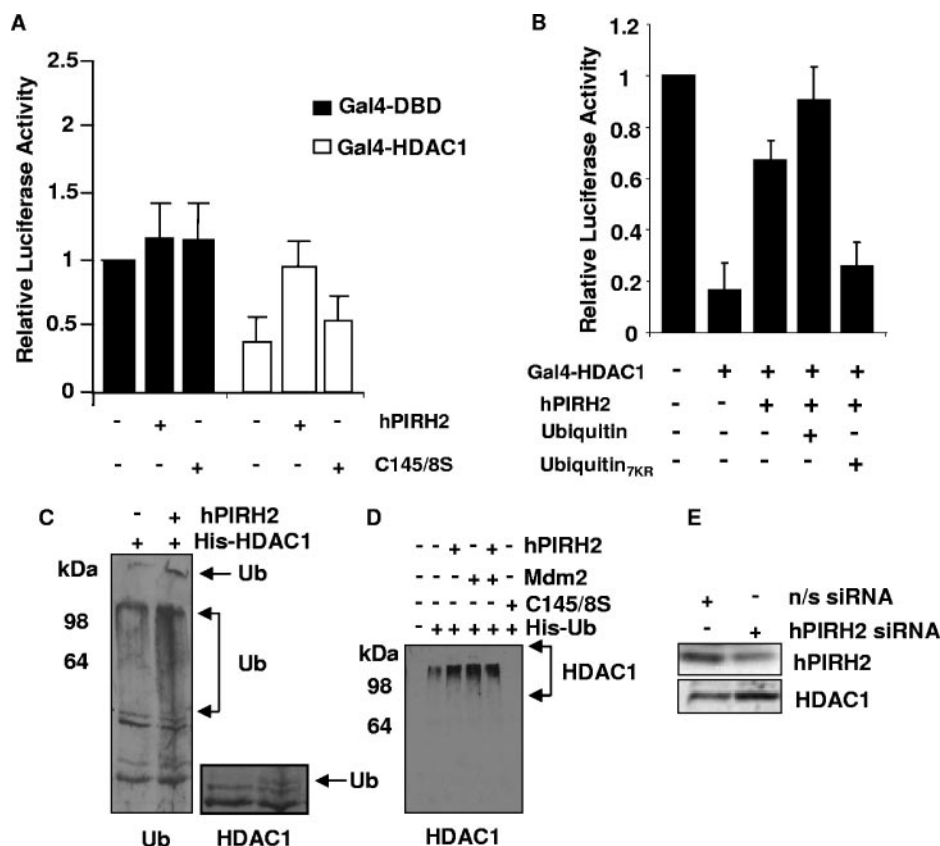 A
Relative Luciferase Activity
2.5
2
1.5
1
0.5
0
Gal4-DBD
Gal4-HDAC1
- + - - + - hPIRH2
- - + - - + C145/8S
B
Relative Luciferase Activity
1.2
1
0.8
0.6
0.4
0.2
0
Gal4-HDAC1 - + + + +
hPIRH2 - - + + +
Ubiquitin - - - + -
Ubiquitin7KR - - - - +
C
- + hPIRH2
+ + His-HDAC1
kDa
98
64
Ub
Ub
Ub
Ub
HDAC1
D
- - + - + - hPIRH2
- - - + + - Mdm2
- - - - - + C145/8S
- + + + + + His-Ub
kDa
98
64
HDAC1
HDAC1
E
+ - n/s siRNA
- + hPIRH2 siRNA
hPIRH2
HDAC1